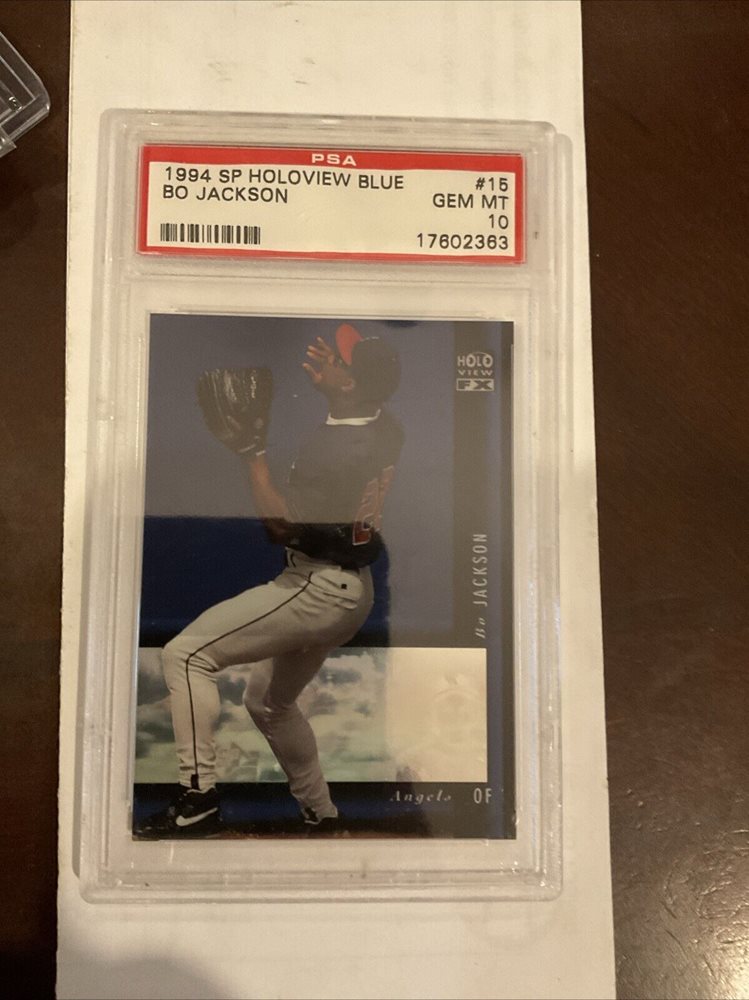 PSA
1994 SP HOLOVIEW BLUE #15
BO JACKSON GEM MT
10
17602363
HOLO
VIEW
FX
Bo JACKSON
Angels OF